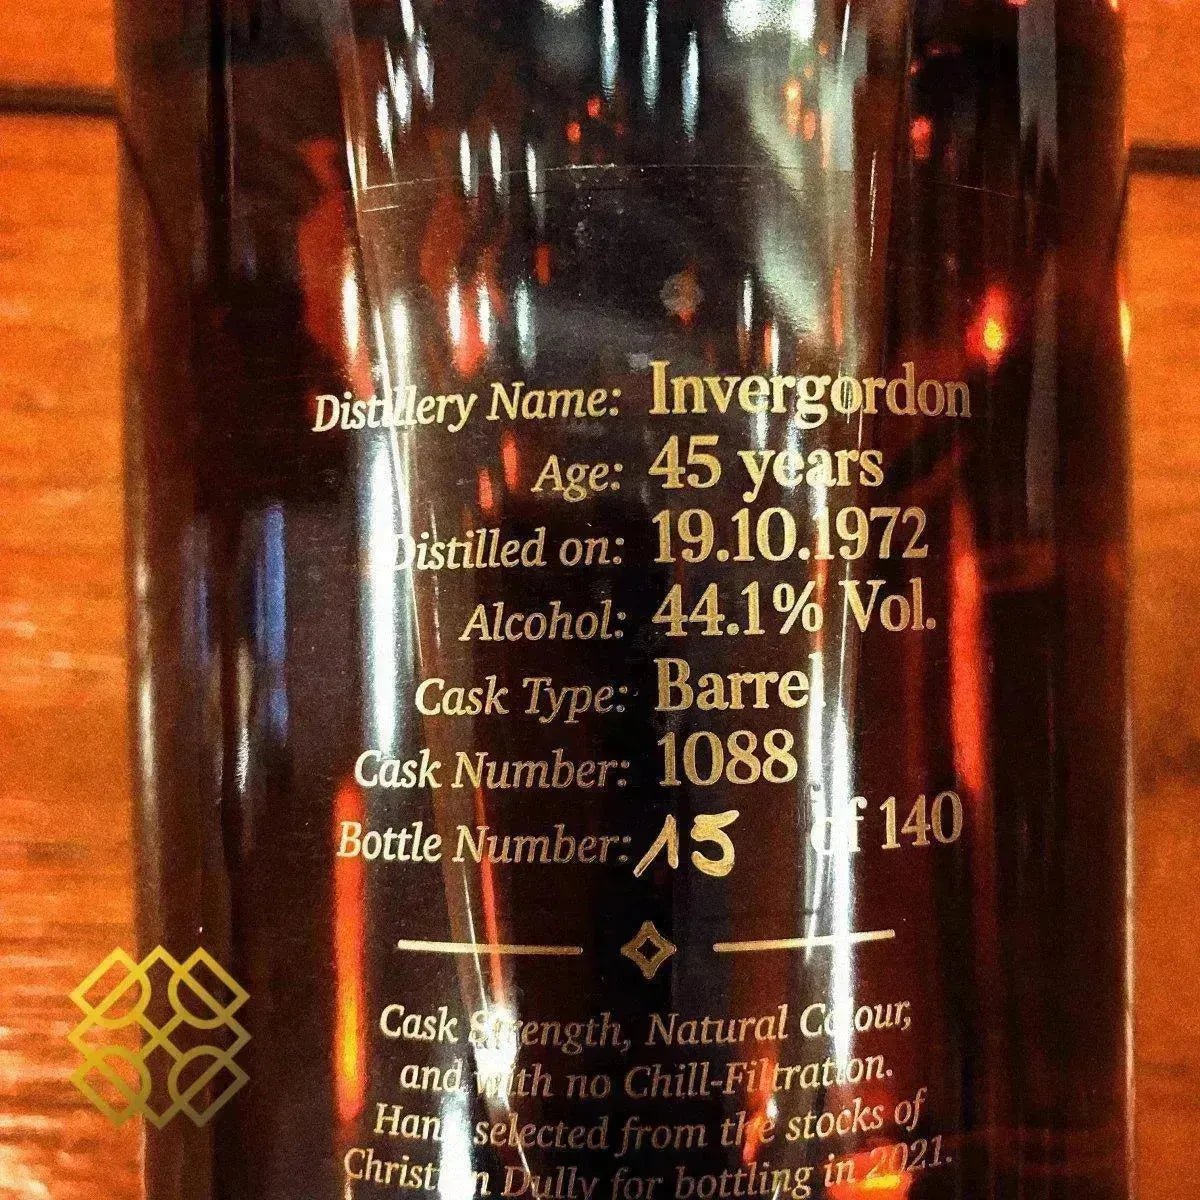 Distillery Name: Invergordon
Age: 45 years
Distilled on: 19.10.1972
Alcohol: 44.1% Vol.
Cask Type: Barrel
Cask Number: 1088
Bottle Number: 15 of 140
Cask Strength, Natural Colour,
and with no Chill-Filtration.
Hand selected from the stocks of
Christian Dully for bottling in 2021.